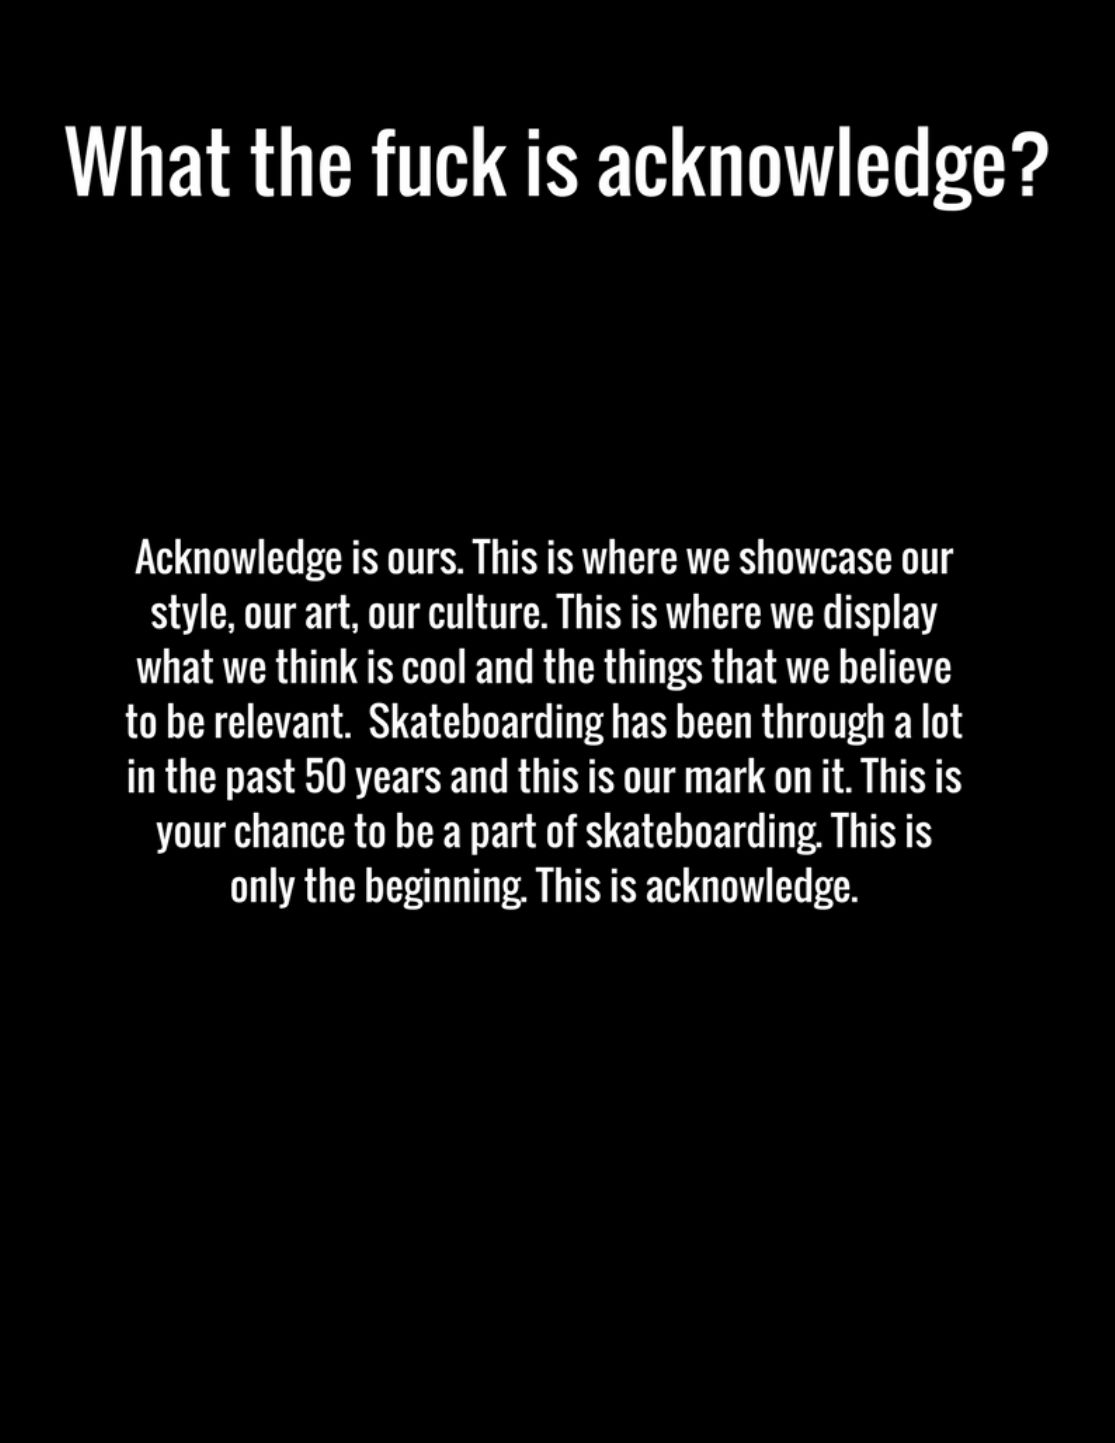 What the fuck is acknowledge?
Acknowledge is ours. This is where we showcase our
style, our art, our culture. This is where we display
what we think is cool and the things that we believe
to be relevant.  Skateboarding has been through a lot
in the past 50 years and this is our mark on it. This is
your chance to be a part of skateboarding. This is
only the beginning. This is acknowledge.